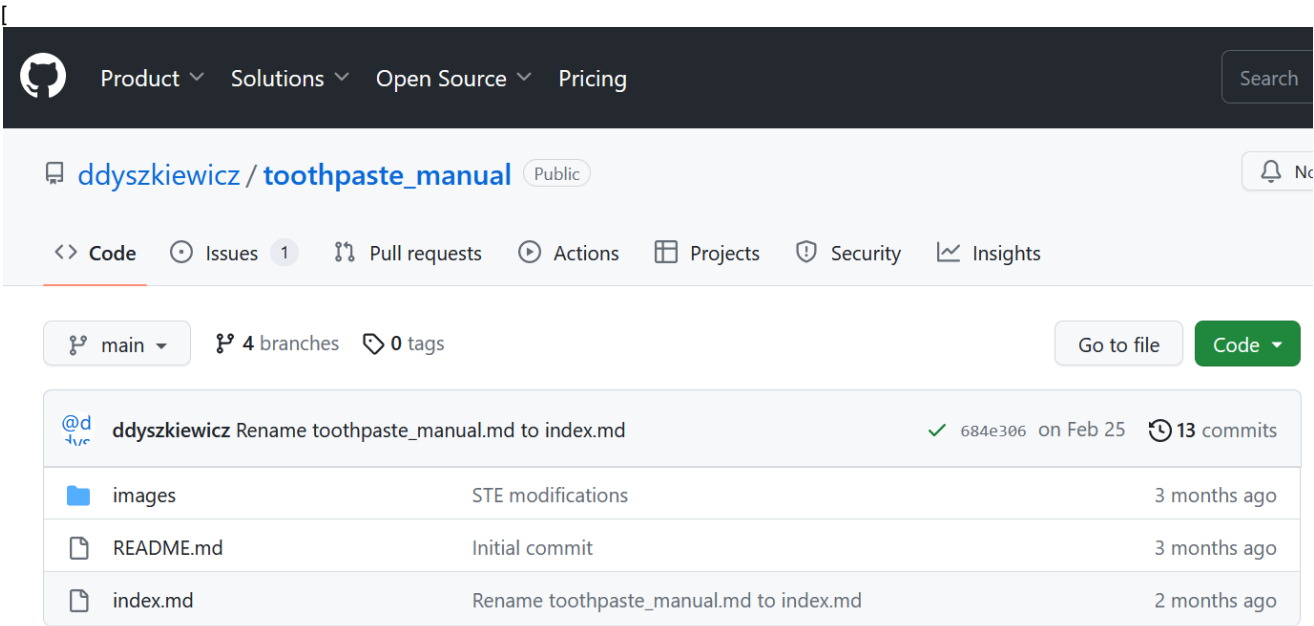 [
Product Solutions Open Source Pricing Search
ddyszkiewicz / toothpaste_manual Public
Code Issues 1 Pull requests Actions Projects Security Insights
main 4 branches 0 tags Go to file Code
@d ddyszkiewicz Rename toothpaste_manual.md to index.md 684e306 on Feb 25 13 commits
images STE modifications 3 months ago
README.md Initial commit 3 months ago
index.md Rename toothpaste_manual.md to index.md 2 months ago